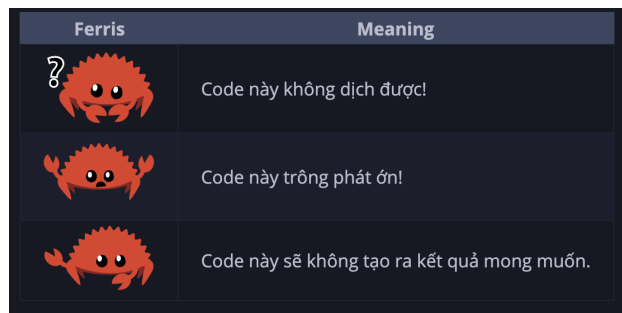 Ferris Meaning
? Code này không dịch được!
Code này trông phát ớn!
Code này sẽ không tạo ra kết quả mong muốn.